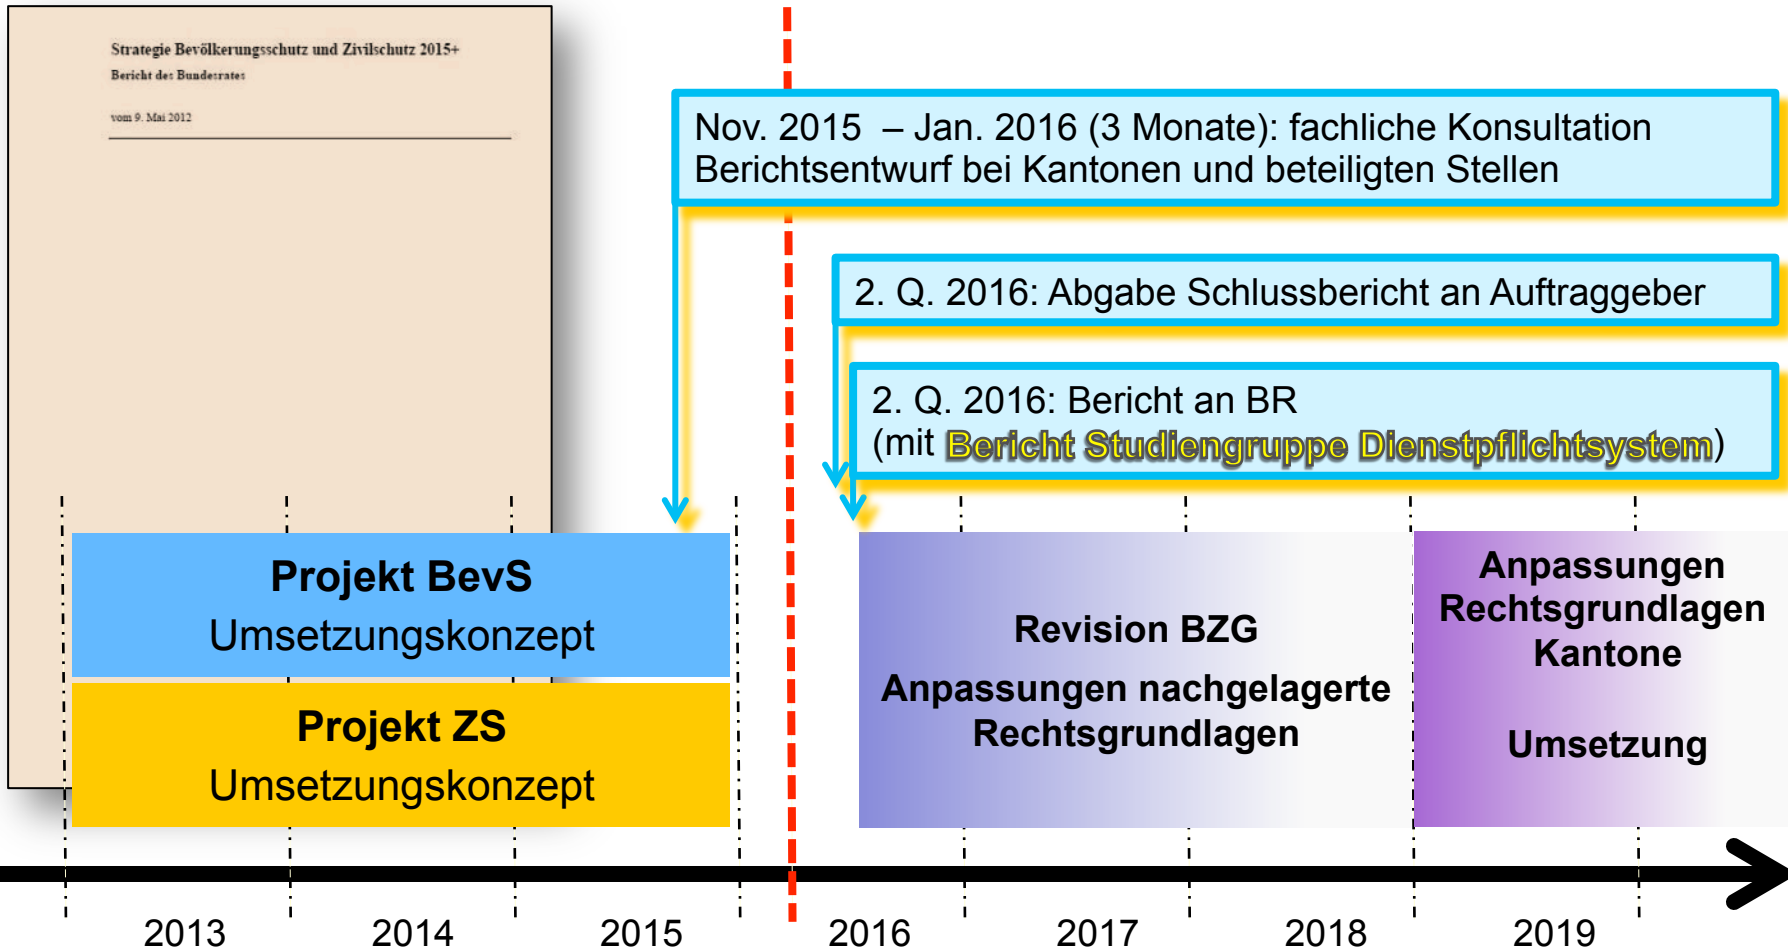 Strategie Bevölkerungsschutz und Zivilschutz 2015+
Bericht des Bundesrates
vom 9. Mai 2012
Nov. 2015 – Jan. 2016 (3 Monate): fachliche Konsultation
Berichtsentwurf bei Kantonen und beteiligten Stellen
2. Q. 2016: Abgabe Schlussbericht an Auftraggeber
2. Q. 2016: Bericht an BR
(mit Bericht Studiengruppe Dienstpflichtsystem)
Projekt BevS
Umsetzungskonzept
Projekt ZS
Umsetzungskonzept
Revision BZG
Anpassungen nachgelagerte
Rechtsgrundlagen
Anpassungen
Rechtsgrundlagen
Kantone
Umsetzung
2013 2014 2015 2016 2017 2018 2019